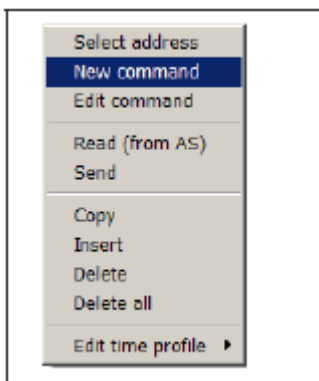 Select address
New command
Edit command
Read (from AS)
Send
Copy
Insert
Delete
Delete all
Edit time profile